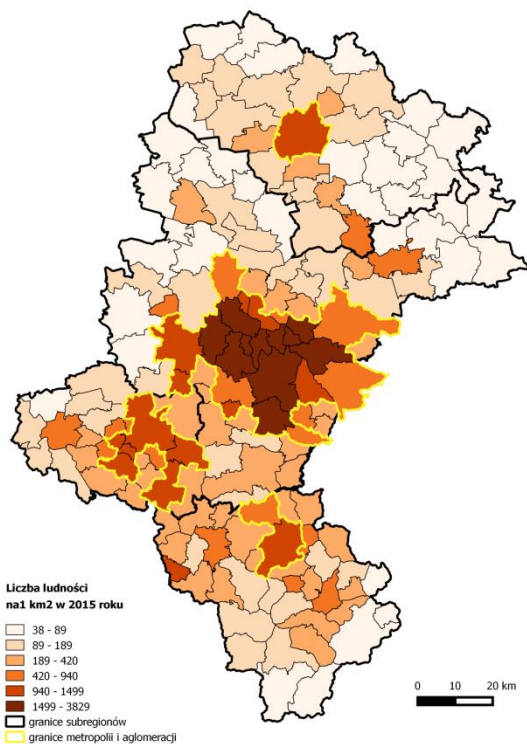 Liczba ludności
na1 km2 w 2015 roku
38 - 89
89 - 189
189 - 420
420 - 940
940 - 1499
1499 - 3829
granice subregionów
granice metropolii i aglomeracji
0 10 20 km